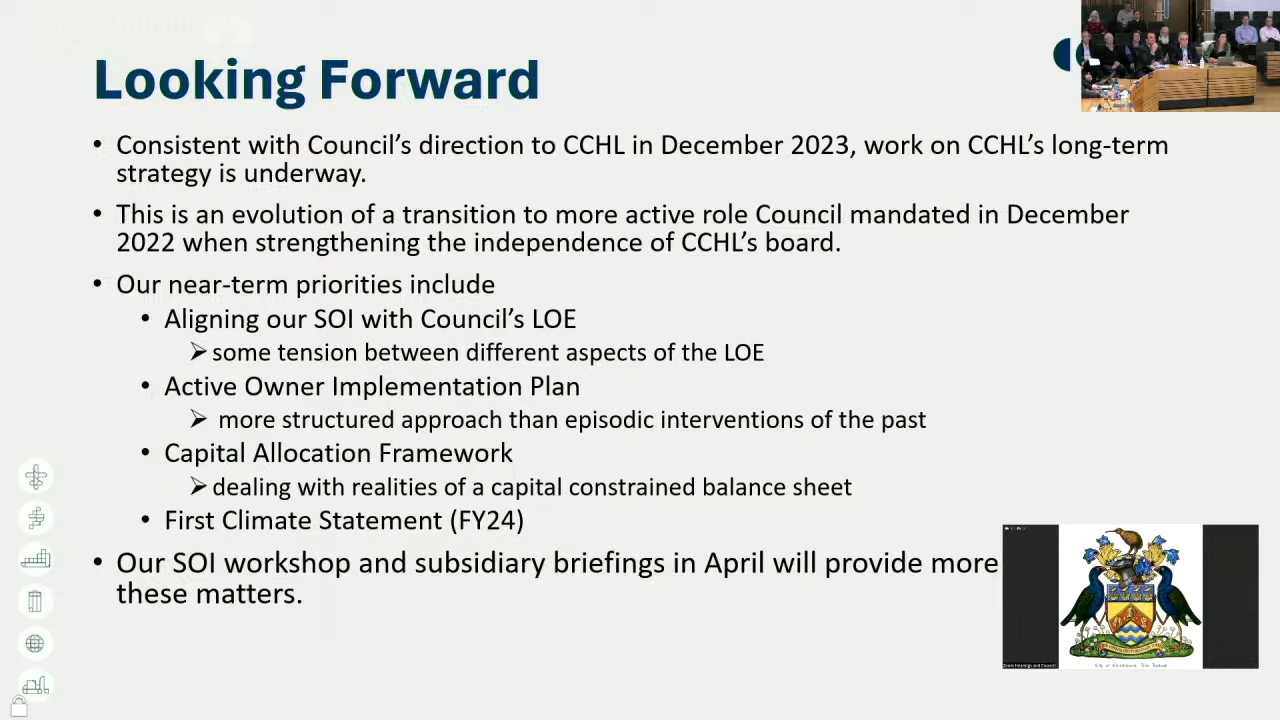 Looking Forward
• Consistent with Council’s direction to CCHL in December 2023, work on CCHL’s long-term
strategy is underway.
• This is an evolution of a transition to more active role Council mandated in December
2022 when strengthening the independence of CCHL’s board.
• Our near-term priorities include
• Aligning our SOI with Council’s LOE
➢ some tension between different aspects of the LOE
• Active Owner Implementation Plan
➢ more structured approach than episodic interventions of the past
• Capital Allocation Framework
➢ dealing with realities of a capital constrained balance sheet
• First Climate Statement (FY24)
• Our SOI workshop and subsidiary briefings in April will provide more
these matters.
Zoom Hearings and Council